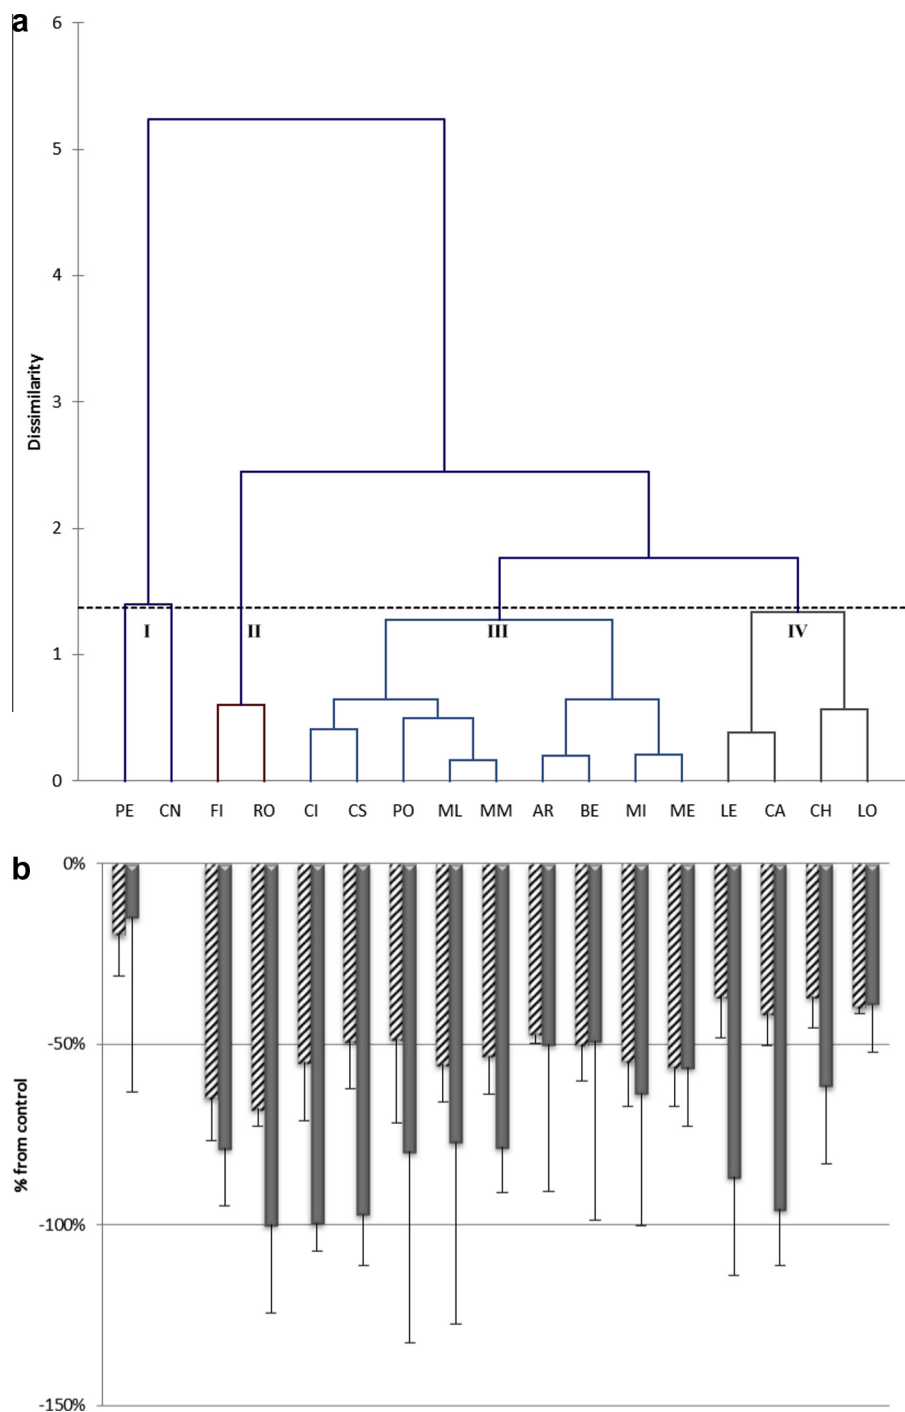 a
6
5
4
3
2
1
0
Dissimilarity
I II III IV
PE CN FI RO CI CS PO ML MM AR BE MI ME LE CA CH LO
b
0%
-50%
-100%
-150%
% from control